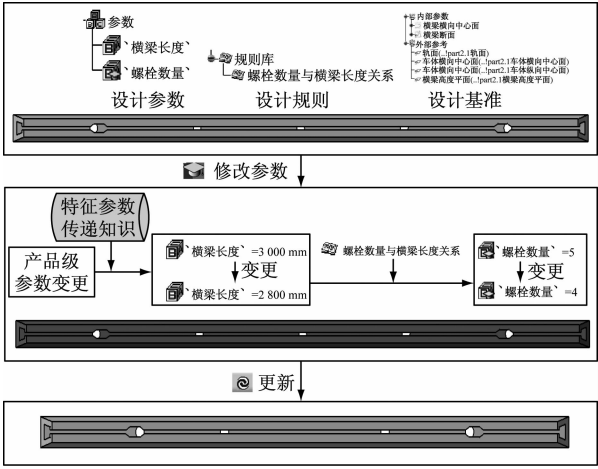 参数
`横梁长度`
`螺栓数量`
设计参数
规则库
螺栓数量与横梁长度关系
设计规则
内部参数
横梁横向中心面
横梁断面
外部参考
轨面(..!part2.1轨面)
车体横向中心面(..!part2.1车体横向中心面)
车体横向中心面(..!part2.1车体纵向中心面)
横梁高度平面(..!part2.1横梁高度平面)
设计基准
修改参数
特征参数
传递知识
产品级
参数变更
`横梁长度` =3 000 mm
变更
`横梁长度` =2 800 mm
螺栓数量与横梁长度关系
`螺栓数量` =5
变更
`螺栓数量` =4
更新